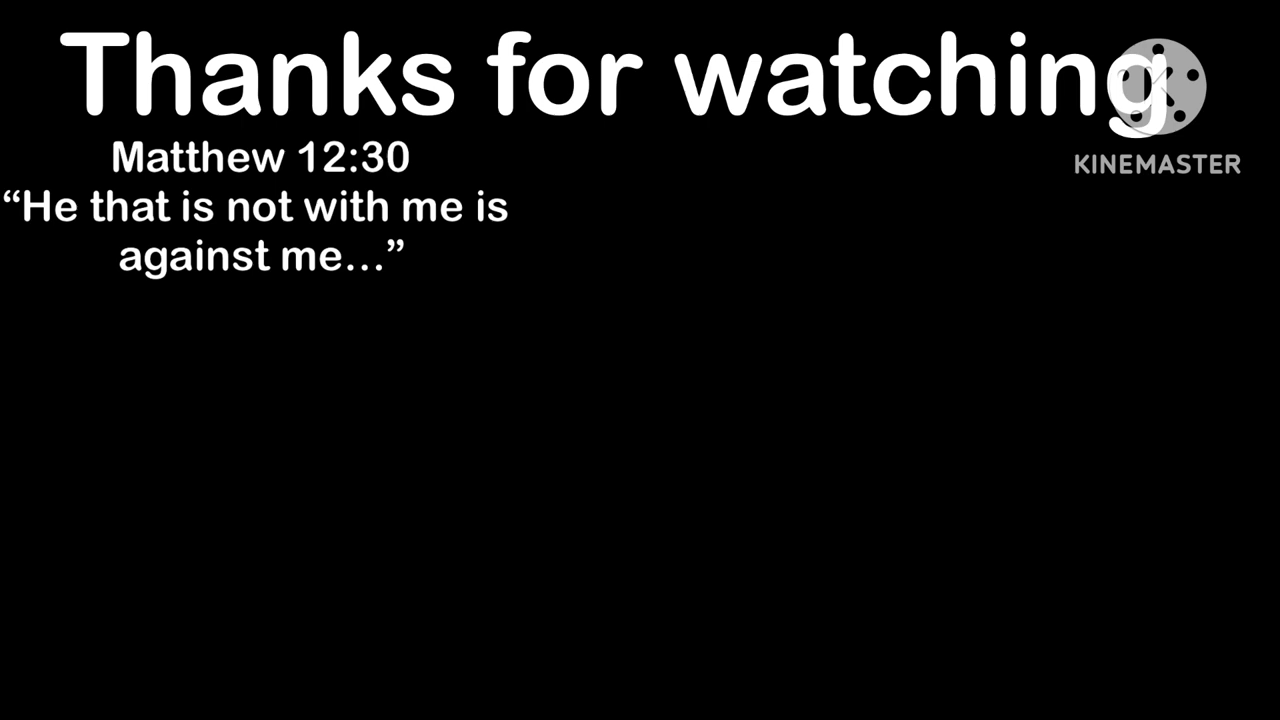 Thanks for watching
KINEMASTER
Matthew 12:30
“He that is not with me is
against me...”